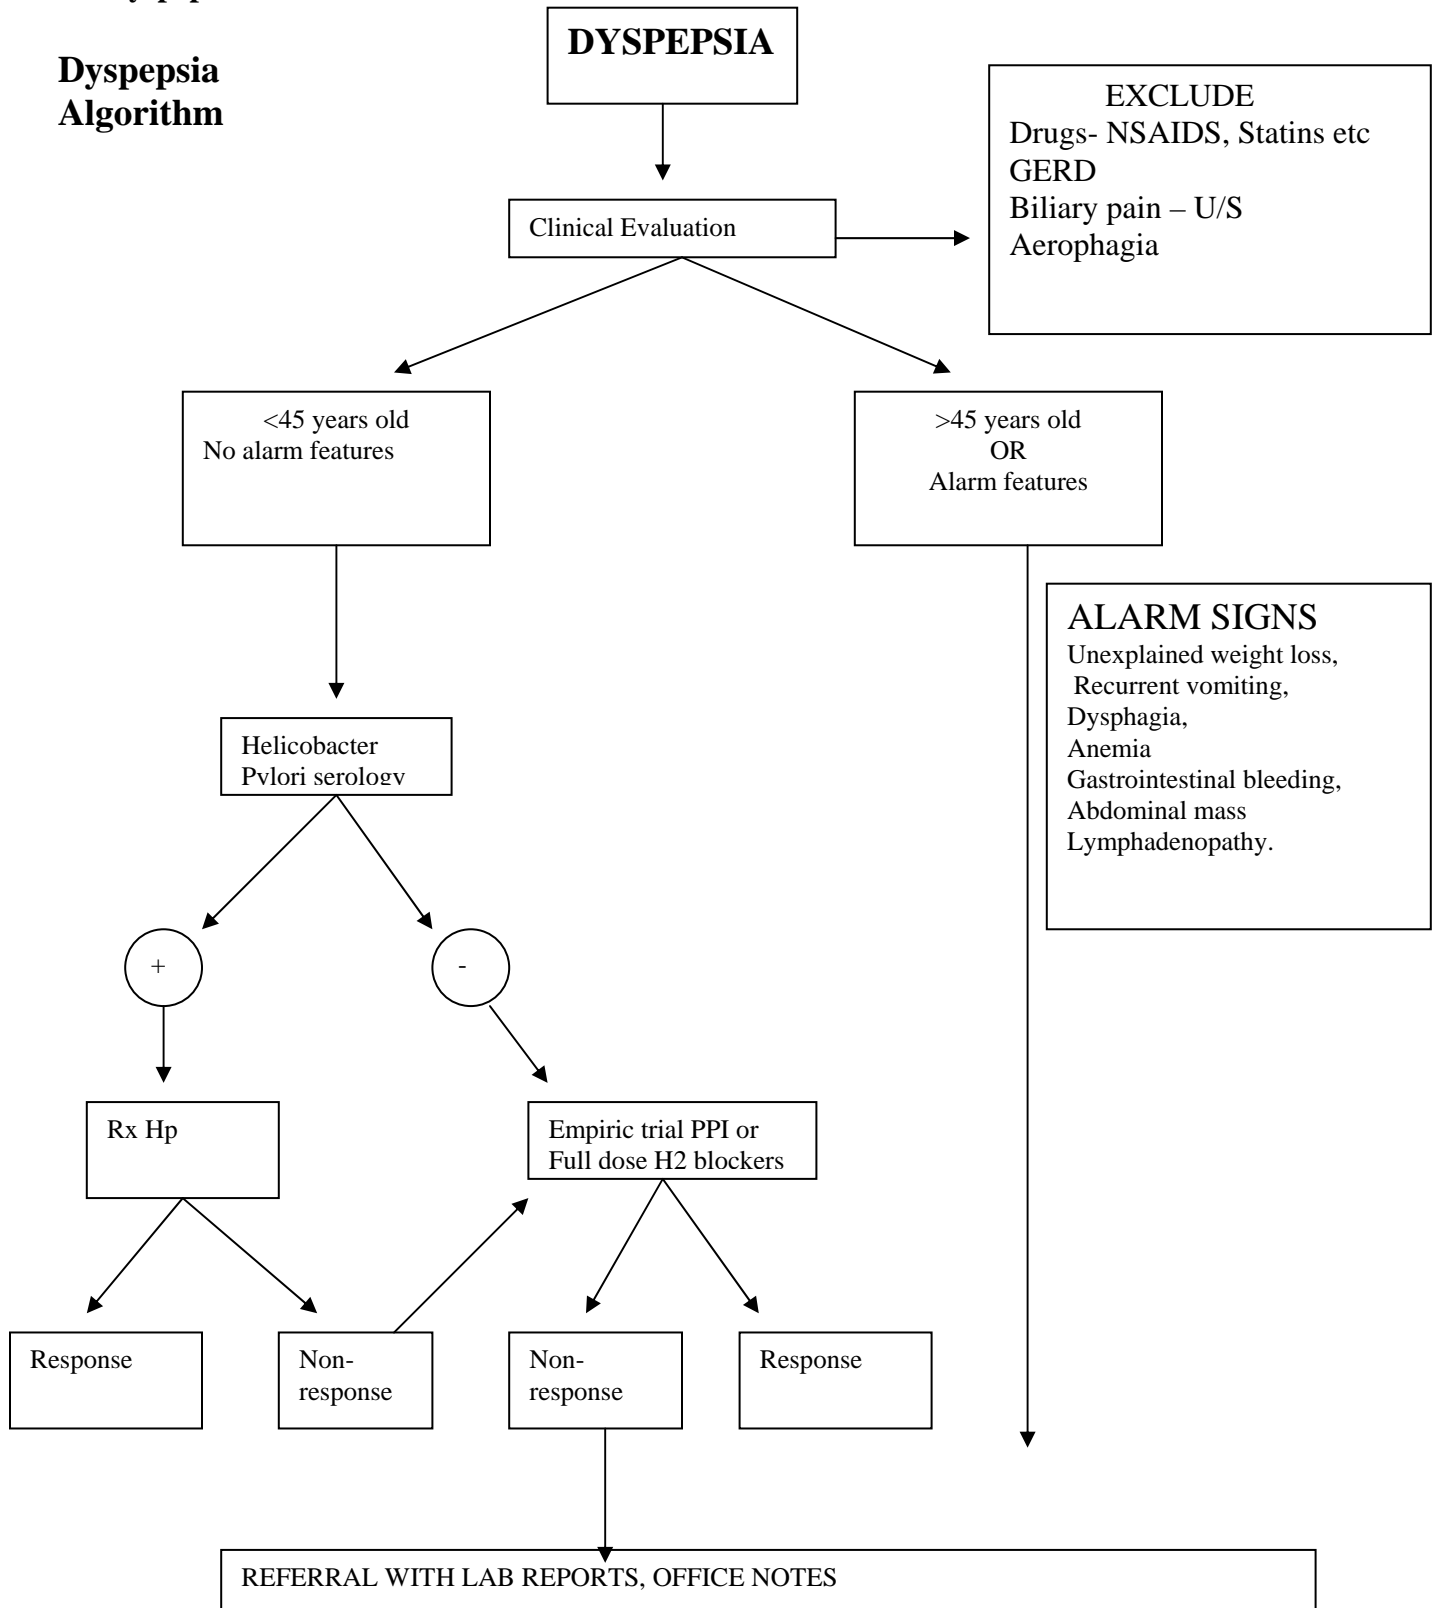 DYSPEPSIA
Dyspepsia
Algorithm
EXCLUDE
Drugs- NSAIDS, Statins etc
GERD
Biliary pain – U/S
Aerophagia
Clinical Evaluation
<45 years old
No alarm features
>45 years old
OR
Alarm features
ALARM SIGNS
Unexplained weight loss,
Recurrent vomiting,
Dysphagia,
Anemia
Gastrointestinal bleeding,
Abdominal mass
Lymphadenopathy.
Helicobacter
Pylori serology
+
-
Rx Hp
Empiric trial PPI or
Full dose H2 blockers
Response
Non-
response
Non-
response
Response
REFERRAL WITH LAB REPORTS, OFFICE NOTES